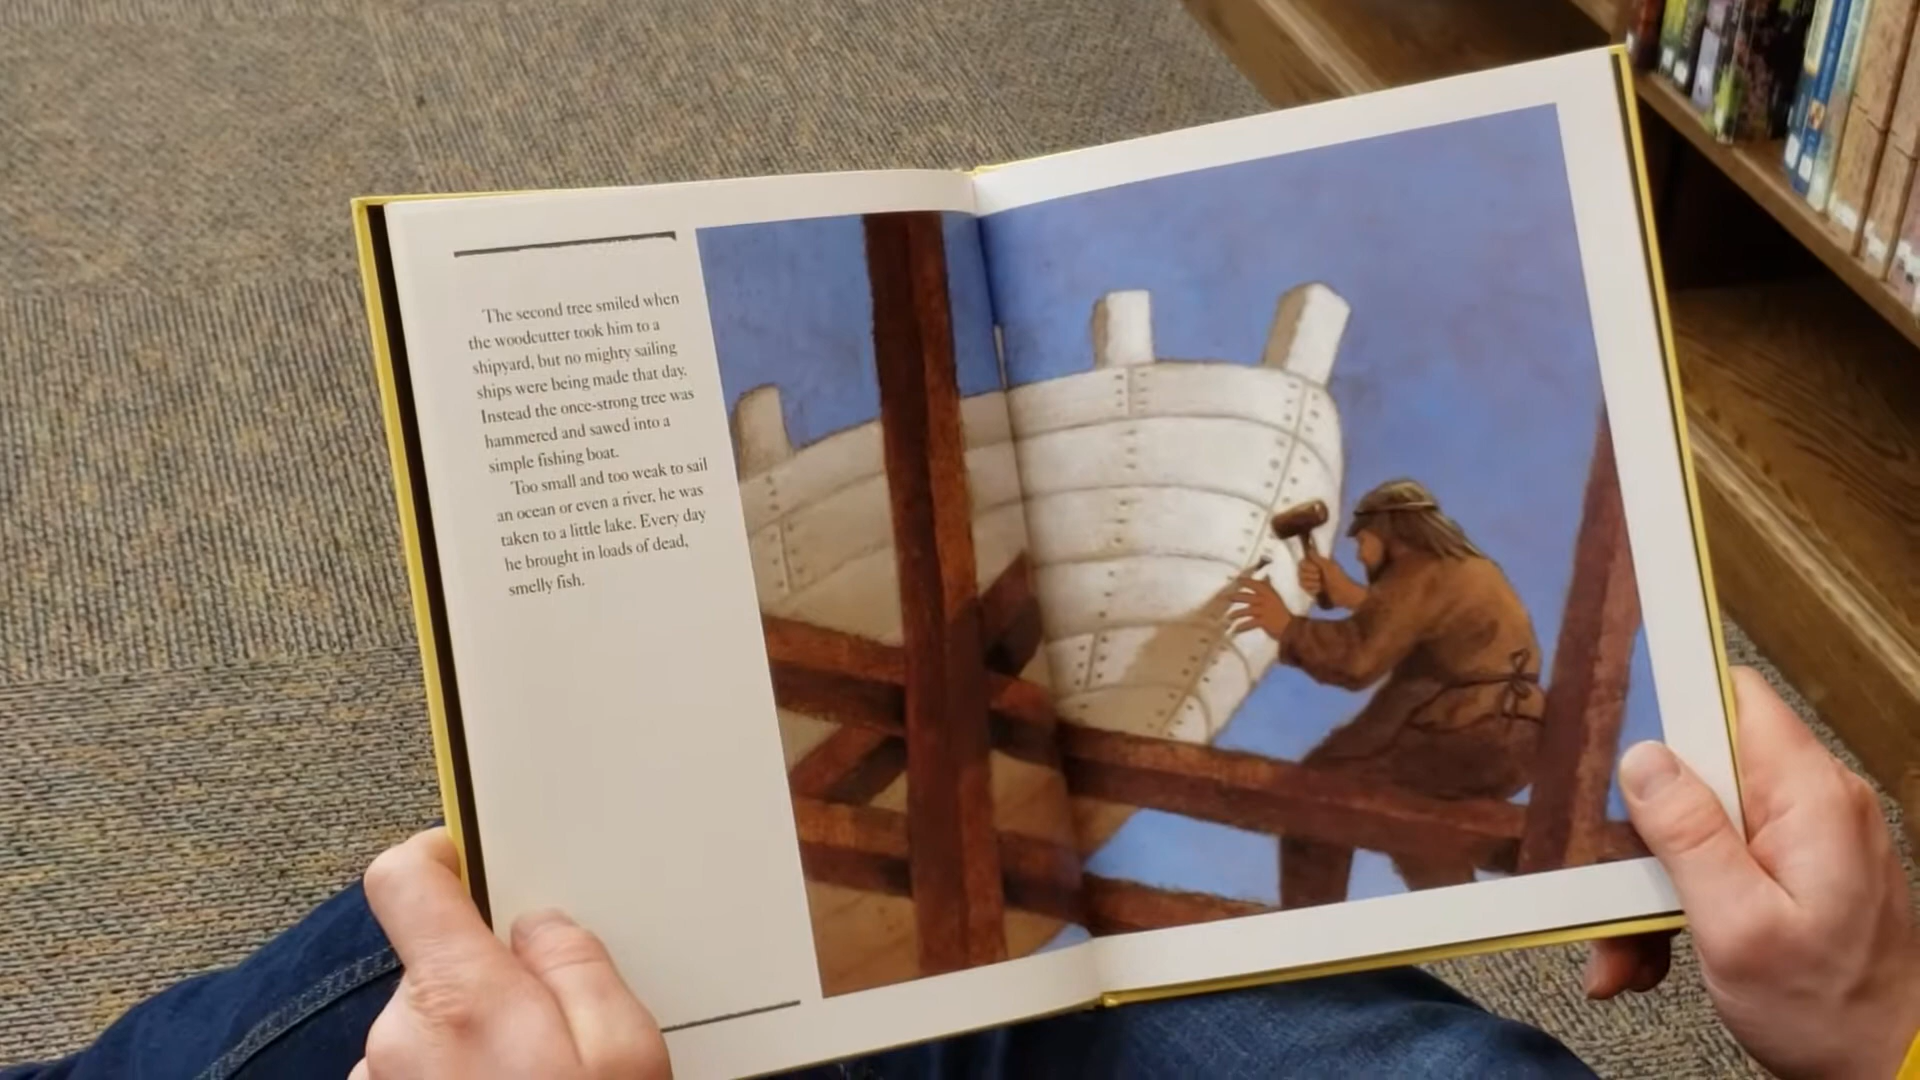 The second tree smiled when
the woodcutter took him to a
shipyard, but no mighty sailing
ships were being made that day.
Instead the once-strong tree was
hammered and sawed into a
simple fishing boat.
Too small and too weak to sail
an ocean or even a river, he was
taken to a little lake. Every day
he brought in loads of dead,
smelly fish.